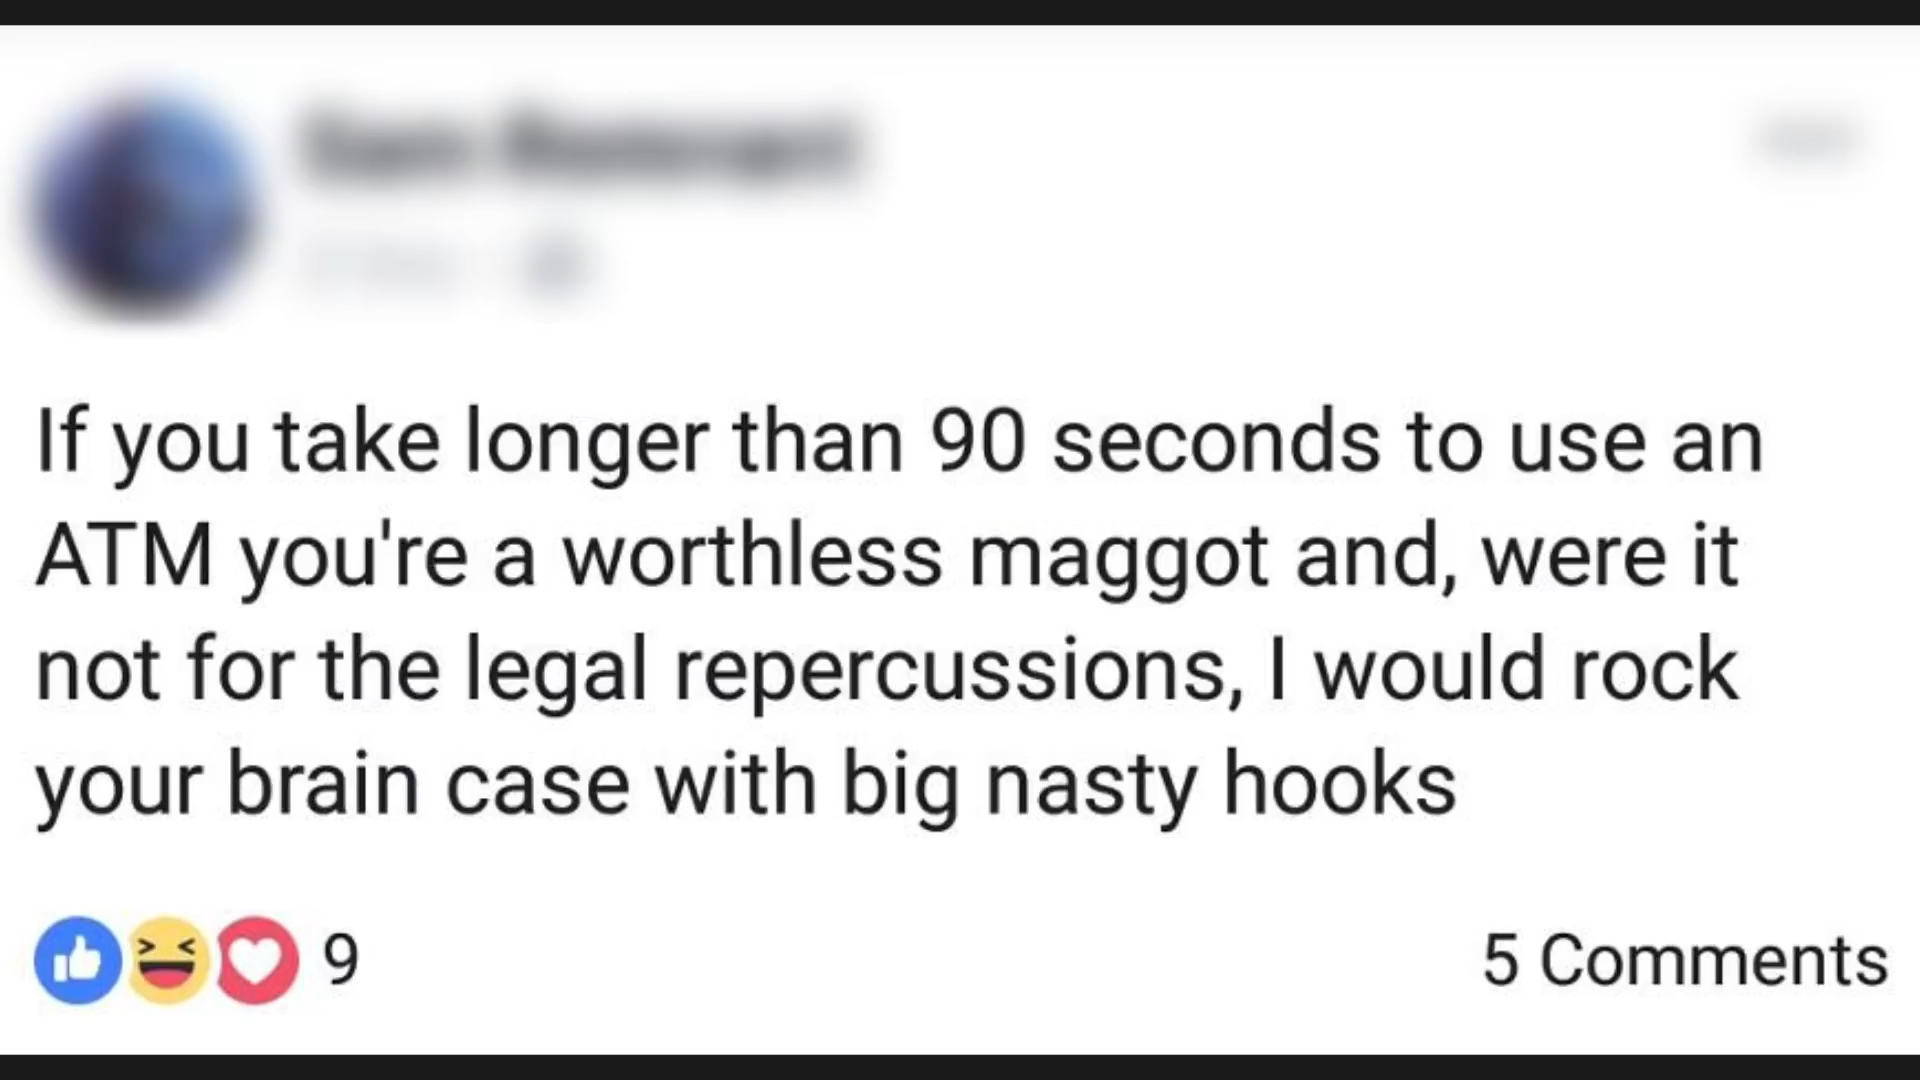 If you take longer than 90 seconds to use an
ATM you're a worthless maggot and, were it
not for the legal repercussions, I would rock
your brain case with big nasty hooks
9
5 Comments